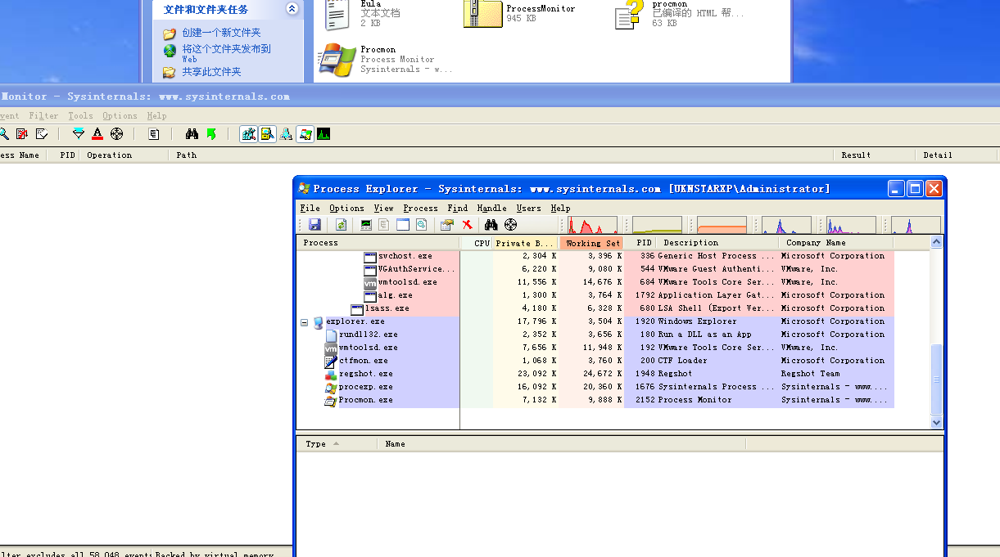 文件和文件夹任务
创建一个新文件夹
将这个文件夹发布到
Web
共享此文件夹
Eula
文本文档
2 KB
ProcessMonitor
945 KB
procmon
已编译的 HTML 帮...
63 KB
Procmon
Process Monitor
Sysinternals - w...
Monitor - Sysinternals: www.sysinternals.com
vent Filter Tools Options Help
ess Name PID Operation Path Result Detail
Process Explorer - Sysinternals: www.sysinternals.com [UKNSTARXP\Administrator]
File Options View Process Find Handle Users Help
Process CPU Private B... Working Set PID Description Company Name
svchost.exe 2,304 K 3,396 K 336 Generic Host Process ... Microsoft Corporation
VGAuthService... 6,220 K 9,080 K 544 VMware Guest Authenti... VMware, Inc.
vmtoolsd.exe 11,556 K 14,676 K 684 VMware Tools Core Ser... VMware, Inc.
alg.exe 1,300 K 3,764 K 1792 Application Layer Gat... Microsoft Corporation
lsass.exe 4,180 K 6,328 K 680 LSA Shell (Export Ver... Microsoft Corporation
explorer.exe 17,796 K 3,504 K 1920 Windows Explorer Microsoft Corporation
rundll32.exe 2,352 K 3,656 K 180 Run a DLL as an App Microsoft Corporation
vmtoolsd.exe 7,656 K 11,948 K 192 VMware Tools Core Ser... VMware, Inc.
ctfmon.exe 1,068 K 3,760 K 200 CTF Loader Microsoft Corporation
regshot.exe 23,092 K 24,672 K 1948 Regshot Regshot Team
procexp.exe 16,092 K 20,360 K 1676 Sysinternals Process ... Sysinternals - www....
Procmon.exe 7,132 K 9,888 K 2152 Process Monitor Sysinternals - www....
Type Name
lter excludes all 58,048 events Backed by virtual memory